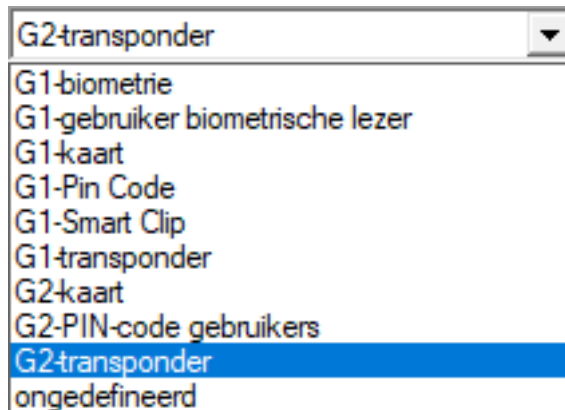 G2-transponder
G1-biometrie
G1-gebruiker biometrische lezer
G1-kaart
G1-Pin Code
G1-Smart Clip
G1-transponder
G2-kaart
G2-PIN-code gebruikers
G2-transponder
ongedefineerd